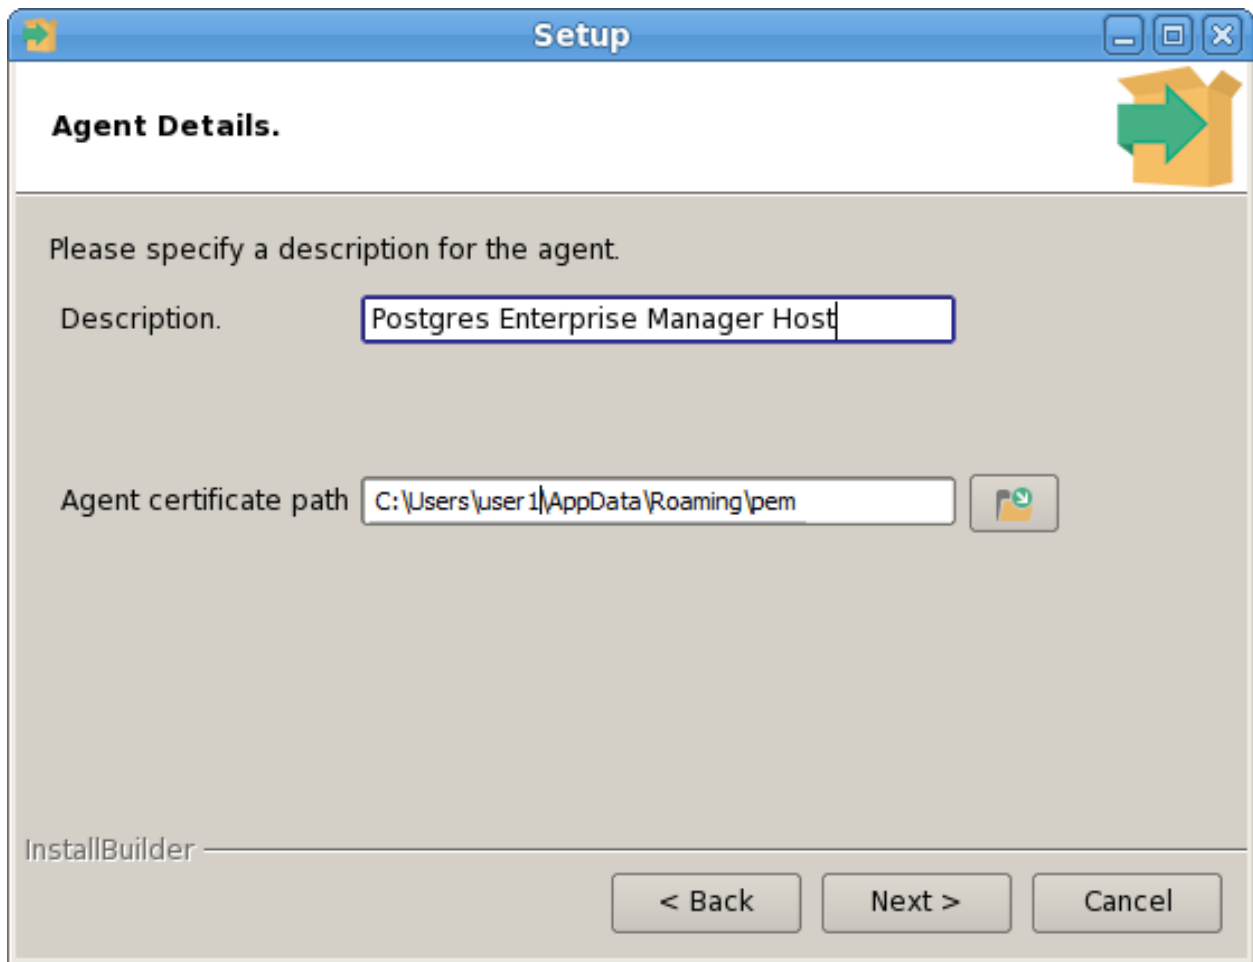 Setup
Agent Details.
Please specify a description for the agent.
Description. Postgres Enterprise Manager Host
Agent certificate path C:\Users\user1\AppData\Roaming\pem
InstallBuilder
< Back Next > Cancel